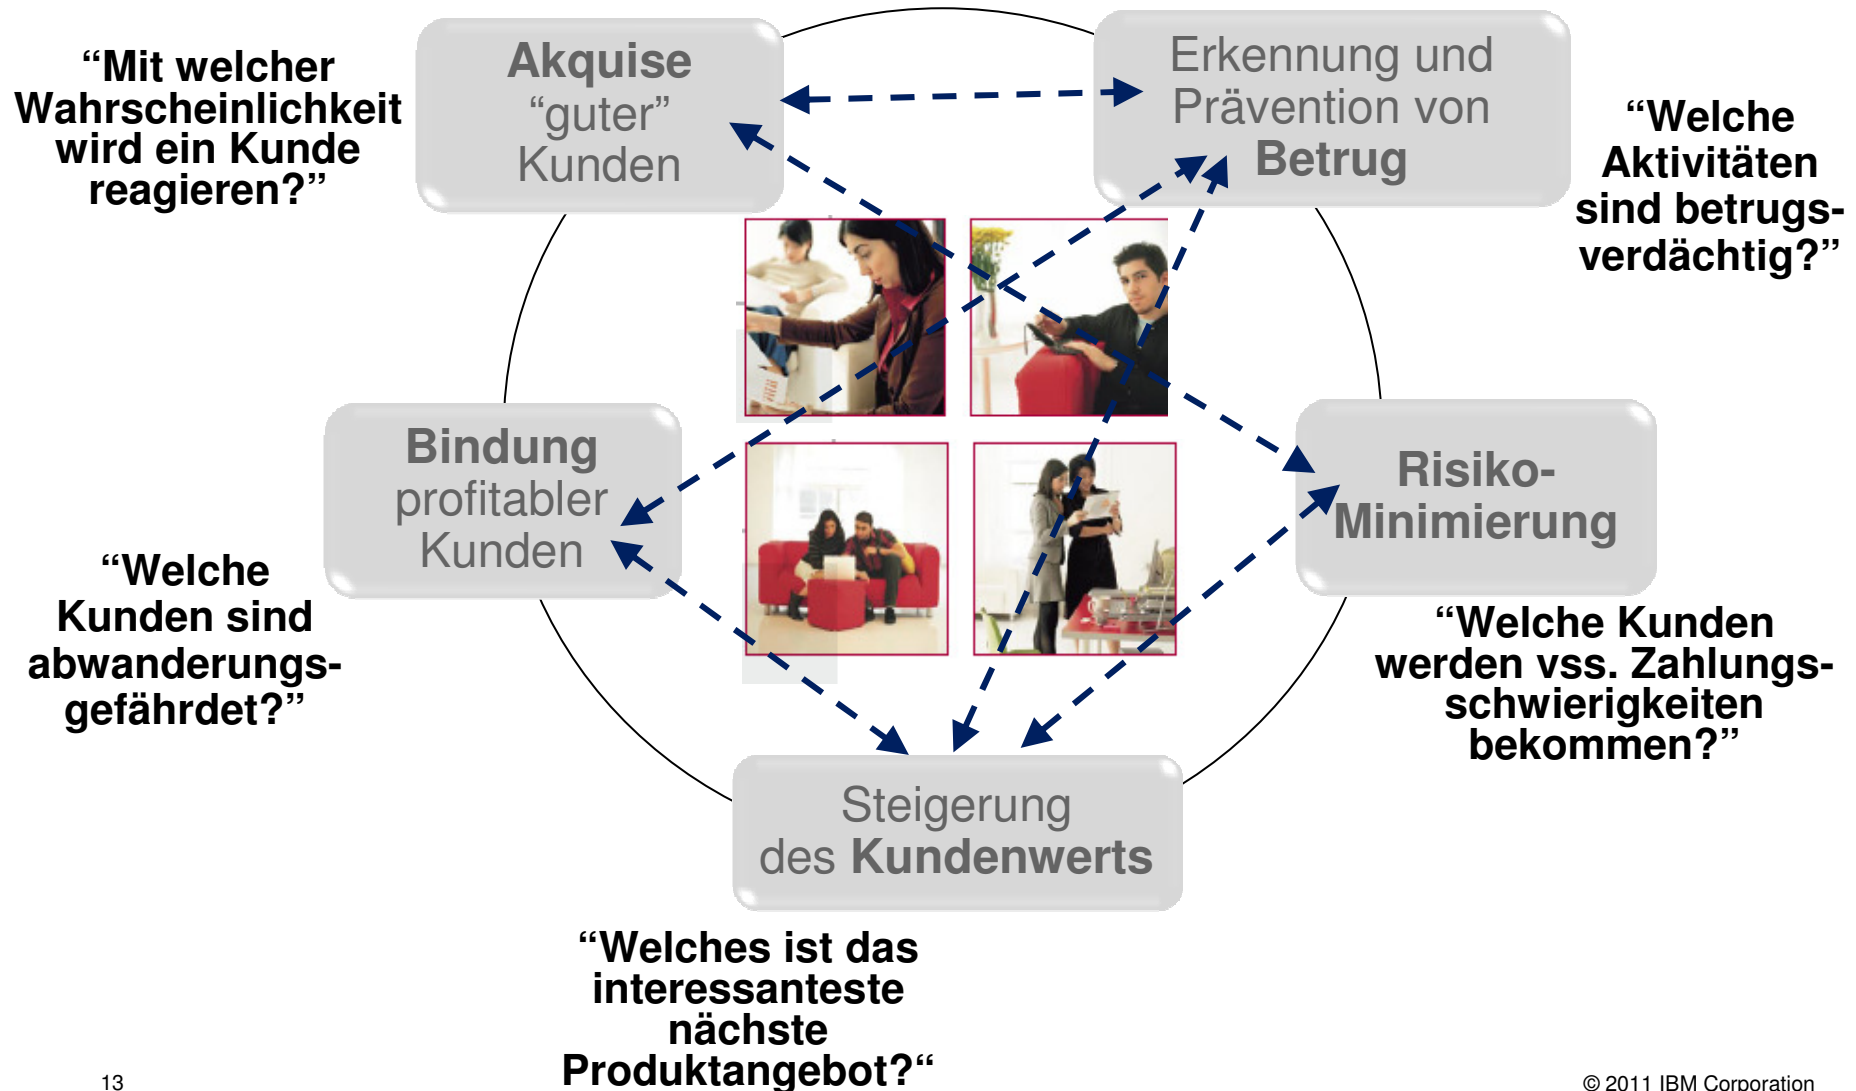 “Mit welcher
Wahrscheinlichkeit
wird ein Kunde
reagieren?”
Akquise
“guter”
Kunden
Erkennung und
Prävention von
Betrug
“Welche
Aktivitäten
sind betrugs-
verdächtig?”
Bindung
profitabler
Kunden
“Welche
Kunden sind
abwanderungs-
gefährdet?”
Risiko-
Minimierung
“Welche Kunden
werden vss. Zahlungs-
schwierigkeiten
bekommen?”
Steigerung
des Kundenwerts
“Welches ist das
interessanteste
nächste
Produktangebot?“
13
© 2011 IBM Corporation